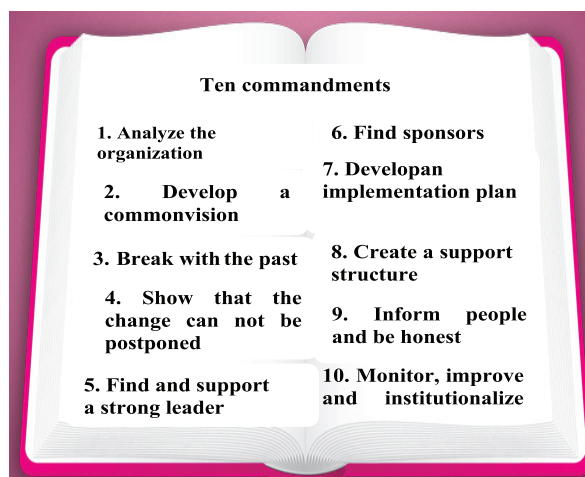 Ten commandments
1. Analyze the
organization
2. Develop a
commonvision
3. Break with the past
4. Show that the
change can not be
postponed
5. Find and support
a strong leader
6. Find sponsors
7. Developan
implementation plan
8. Create a support
structure
9. Inform people
and be honest
10. Monitor, improve
and institutionalize